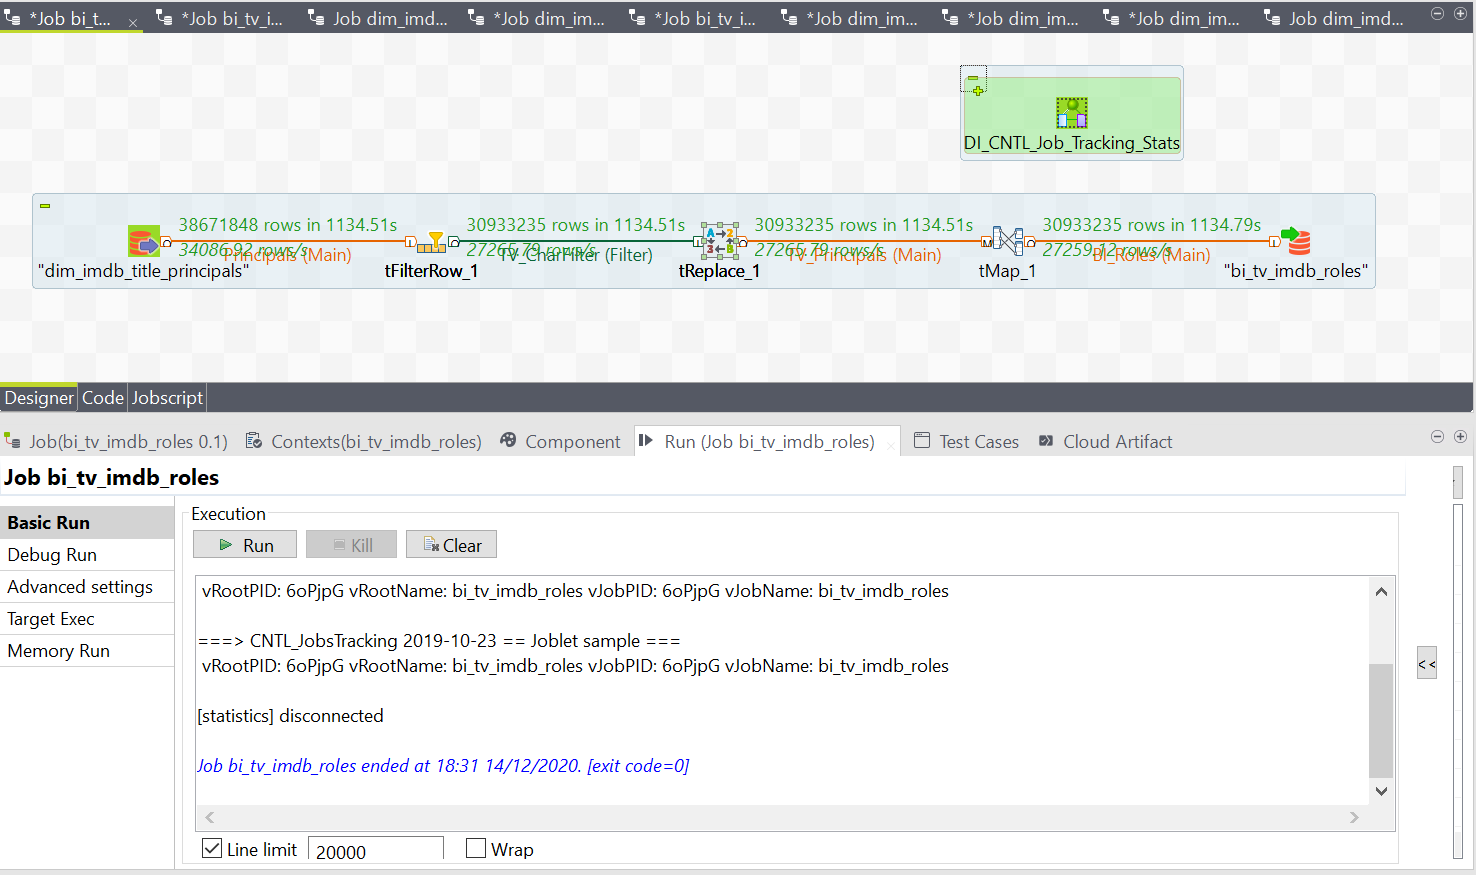 *Job bi_t... *Job bi_tv_i... Job dim_imd... *Job dim_im... *Job bi_tv_i... *Job dim_im... *Job dim_im... *Job dim_im... Job dim_imd...
DI_CNTL_Job_Tracking_Stats
38671848 rows in 1134.51s 30933235 rows in 1134.51s 30933235 rows in 1134.51s 30933235 rows in 1134.79s
34086.92 rows/s 27265.79 rows/s 27265.79 rows/s 27259.12 rows/s
Principals (Main) TV_CharFilter (Filter) TV_Principals (Main) BI_Roles (Main)
"dim_imdb_title_principals" tFilterRow_1 tReplace_1 tMap_1 "bi_tv_imdb_roles"
Designer Code Jobscript
Job(bi_tv_imdb_roles 0.1) Contexts(bi_tv_imdb_roles) Component Run (Job bi_tv_imdb_roles) Test Cases Cloud Artifact
Job bi_tv_imdb_roles
Basic Run
Debug Run
Advanced settings
Target Exec
Memory Run
Execution
Run Kill Clear
vRootPID: 6oPjpG vRootName: bi_tv_imdb_roles vJobPID: 6oPjpG vJobName: bi_tv_imdb_roles
===> CNTL_JobsTracking 2019-10-23 == Joblet sample ===
vRootPID: 6oPjpG vRootName: bi_tv_imdb_roles vJobPID: 6oPjpG vJobName: bi_tv_imdb_roles
[statistics] disconnected
Job bi_tv_imdb_roles ended at 18:31 14/12/2020. [exit code=0]
<<
Line limit 20000 Wrap